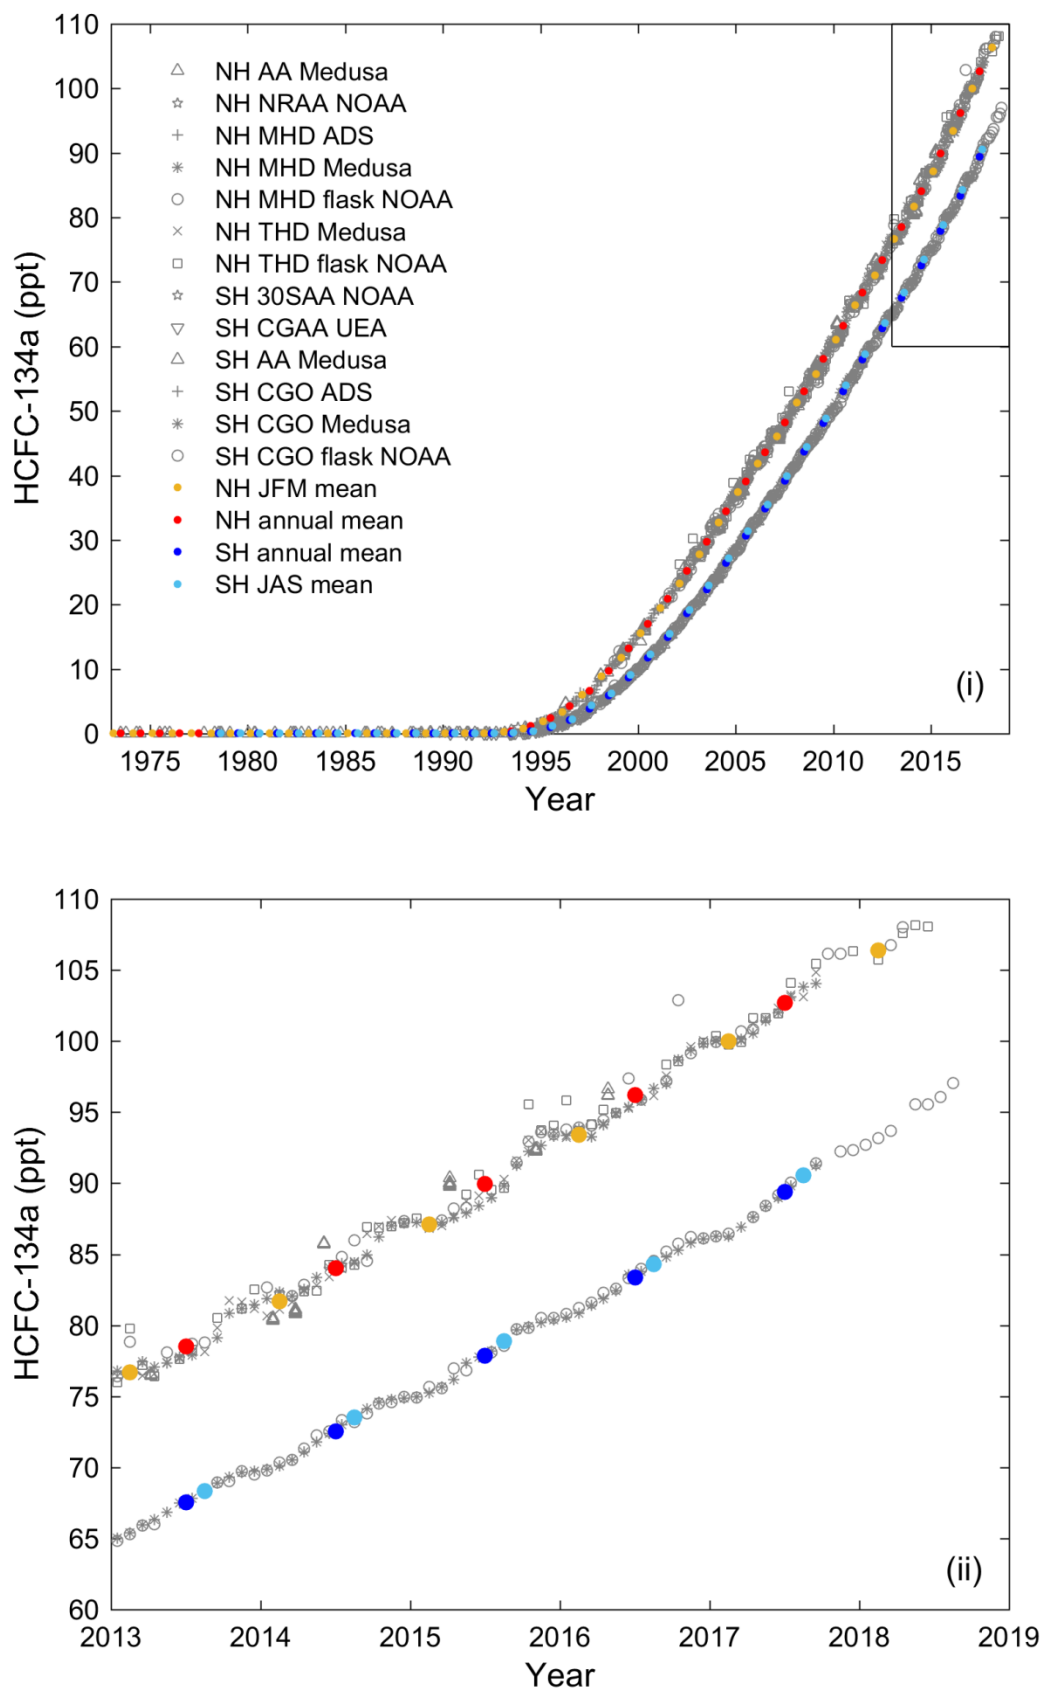 110
100
90
80
70
60
50
40
30
20
10
0
HCFC-134a (ppt)
NH AA Medusa
NH NRAA NOAA
NH MHD ADS
NH MHD Medusa
NH MHD flask NOAA
NH THD Medusa
NH THD flask NOAA
SH 30SAA NOAA
SH CGAA UEA
SH AA Medusa
SH CGO ADS
SH CGO Medusa
SH CGO flask NOAA
NH JFM mean
NH annual mean
SH annual mean
SH JAS mean
(i)
1975 1980 1985 1990 1995 2000 2005 2010 2015
Year
110
105
100
95
90
85
80
75
70
65
60
HCFC-134a (ppt)
(ii)
2013 2014 2015 2016 2017 2018 2019
Year